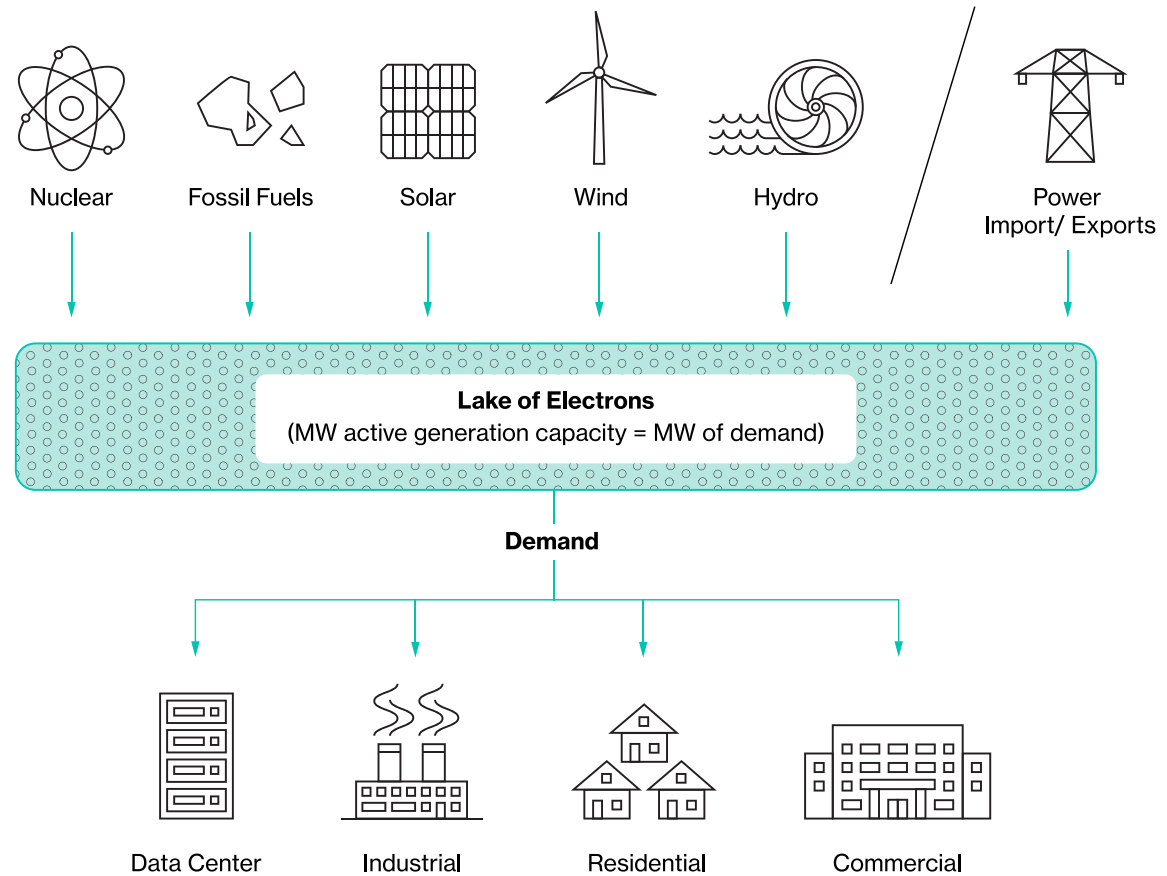 Nuclear
Fossil Fuels
Solar
Wind
Hydro
Power
Import/ Exports
Lake of Electrons
(MW active generation capacity = MW of demand)
Demand
Data Center
Industrial
Residential
Commercial